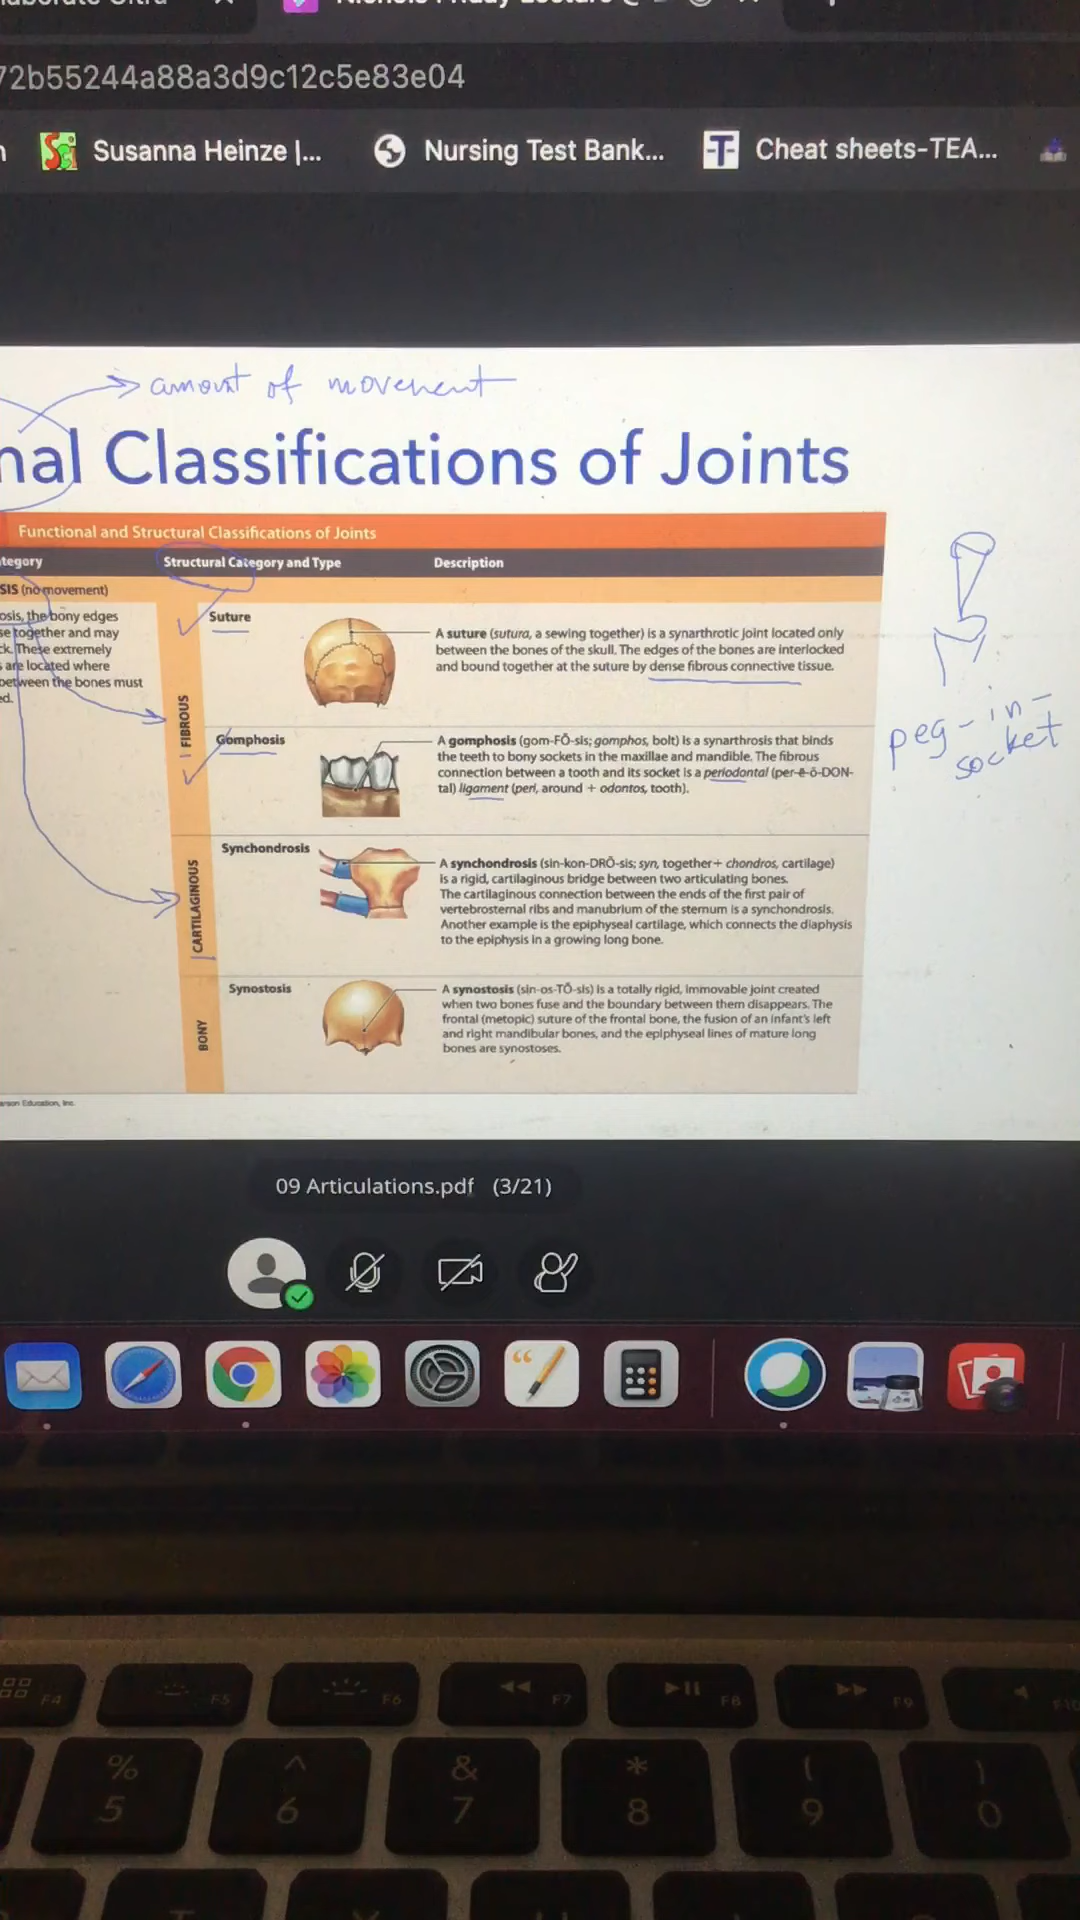 72b55244a88a3d9c12c5e83e04
Susanna Heinze |...
Nursing Test Bank...
Cheat sheets-TEA...
amount of movement
nal Classifications of Joints
Functional and Structural Classifications of Joints
tegory
Structural Category and Type
Description
SIS (no movement)
osis, the bony edges
se together and may
ck. These extremely
s are located where
between the bones must
ed.
FIBROUS
Suture
A suture (sutura, a sewing together) is a synarthrotic joint located only
between the bones of the skull. The edges of the bones are interlocked
and bound together at the suture by dense fibrous connective tissue.
Gomphosis
A gomphosis (gom-FŌ-sis; gomphos, bolt) is a synarthrosis that binds
the teeth to bony sockets in the maxillae and mandible. The fibrous
connection between a tooth and its socket is a periodontal (per-ē-ō-DON-
tal) ligament (peri, around + odontos, tooth).
peg-in-
socket
CARTILAGINOUS
Synchondrosis
A synchondrosis (sin-kon-DRŌ-sis; syn, together + chondros, cartilage)
is a rigid, cartilaginous bridge between two articulating bones.
The cartilaginous connection between the ends of the first pair of
vertebrosternal ribs and manubrium of the sternum is a synchondrosis.
Another example is the epiphyseal cartilage, which connects the diaphysis
to the epiphysis in a growing long bone.
BONY
Synostosis
A synostosis (sin-os-TŌ-sis) is a totally rigid, immovable joint created
when two bones fuse and the boundary between them disappears. The
frontal (metopic) suture of the frontal bone, the fusion of an infant's left
and right mandibular bones, and the epiphyseal lines of mature long
bones are synostoses.
arson Education, Inc.
09 Articulations.pdf (3/21)
F4
F5
F6
F7
F8
F9
F10
% 5
^ 6
& 7
* 8
( 9
) 0